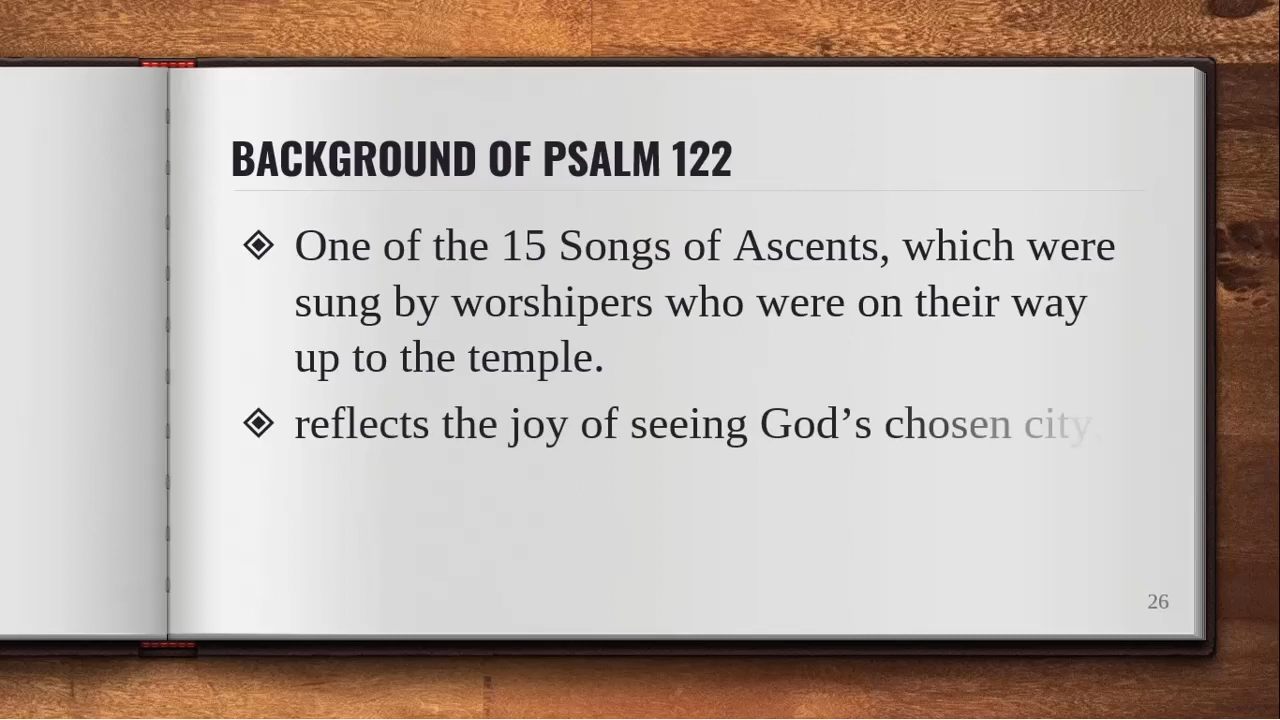 BACKGROUND OF PSALM 122
One of the 15 Songs of Ascents, which were
sung by worshipers who were on their way
up to the temple.
reflects the joy of seeing God’s chosen city.
26